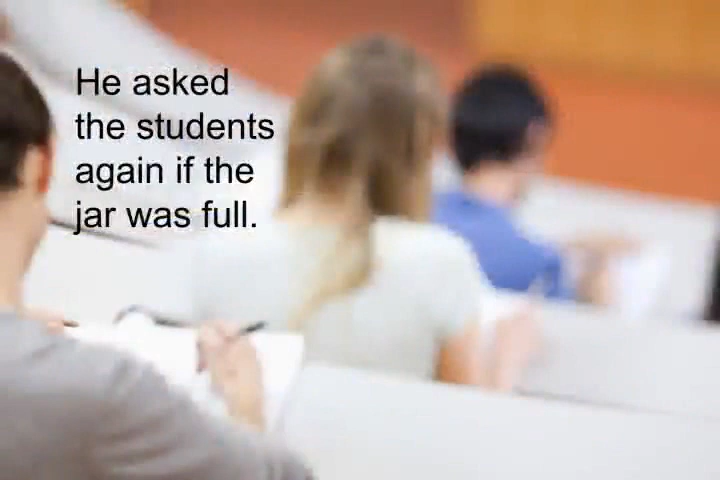 He asked
the students
again if the
jar was full.